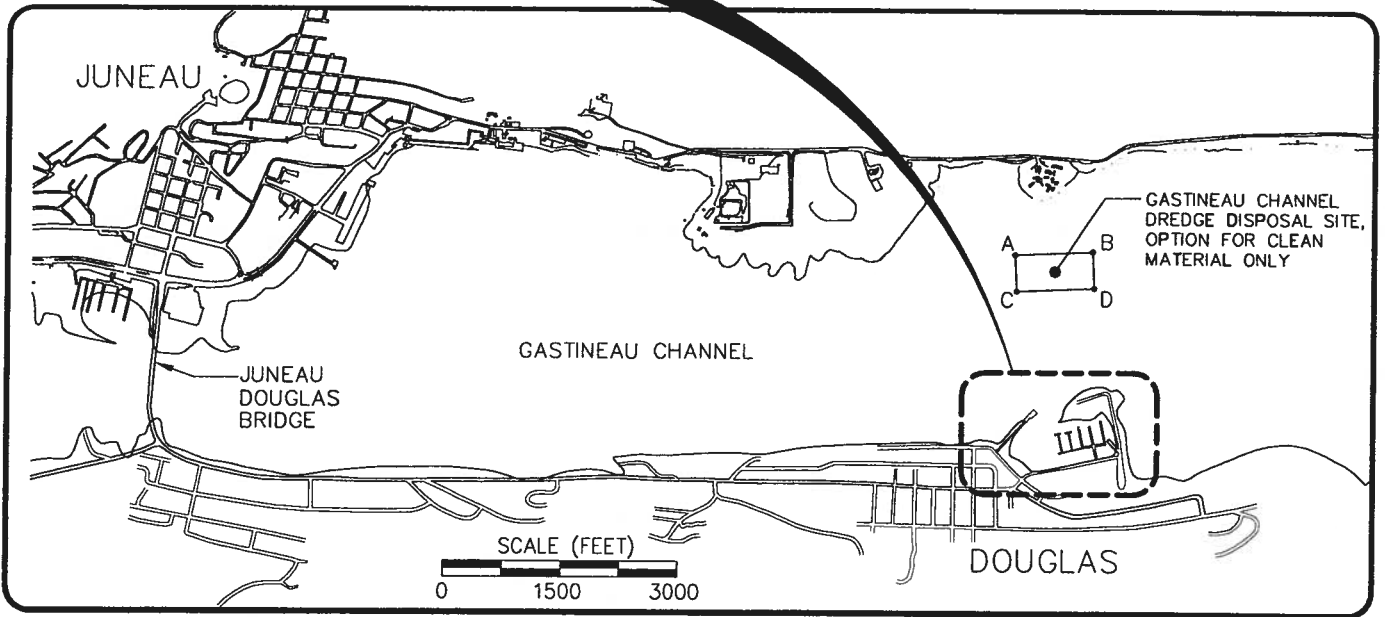 JUNEAU
GASTINEAU CHANNEL
DREDGE DISPOSAL SITE,
OPTION FOR CLEAN
MATERIAL ONLY
A
B
C
D
GASTINEAU CHANNEL
JUNEAU
DOUGLAS
BRIDGE
SCALE (FEET)
0 1500 3000
DOUGLAS